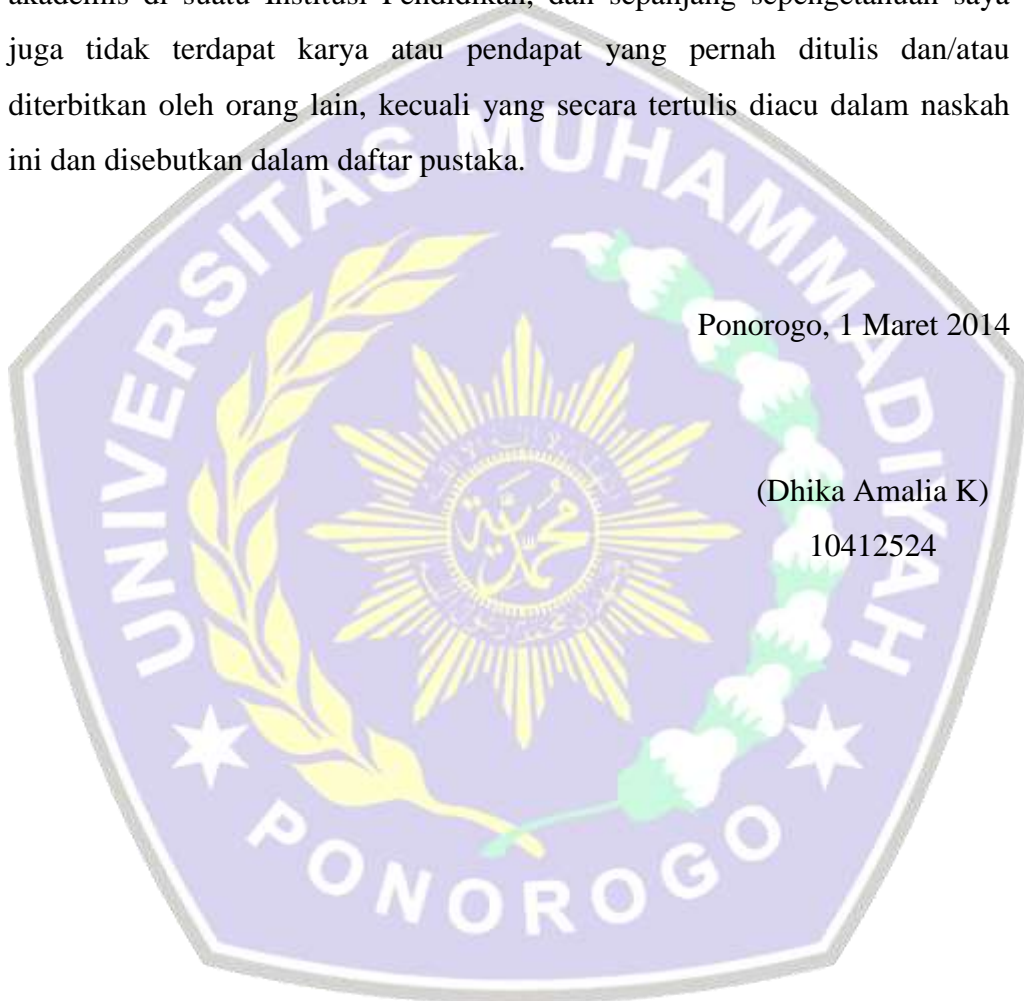 akademis di suatu Institusi Pendidikan, dan sepanjang sepengetahuan saya
juga tidak terdapat karya atau pendapat yang pernah ditulis dan/atau
diterbitkan oleh orang lain, kecuali yang secara tertulis diacu dalam naskah
ini dan disebutkan dalam daftar pustaka.
UNIVERSITAS MUHAMMADIYAH
Ponorogo, 1 Maret 2014
(Dhika Amalia K)
10412524
محمدية
PONOROGO